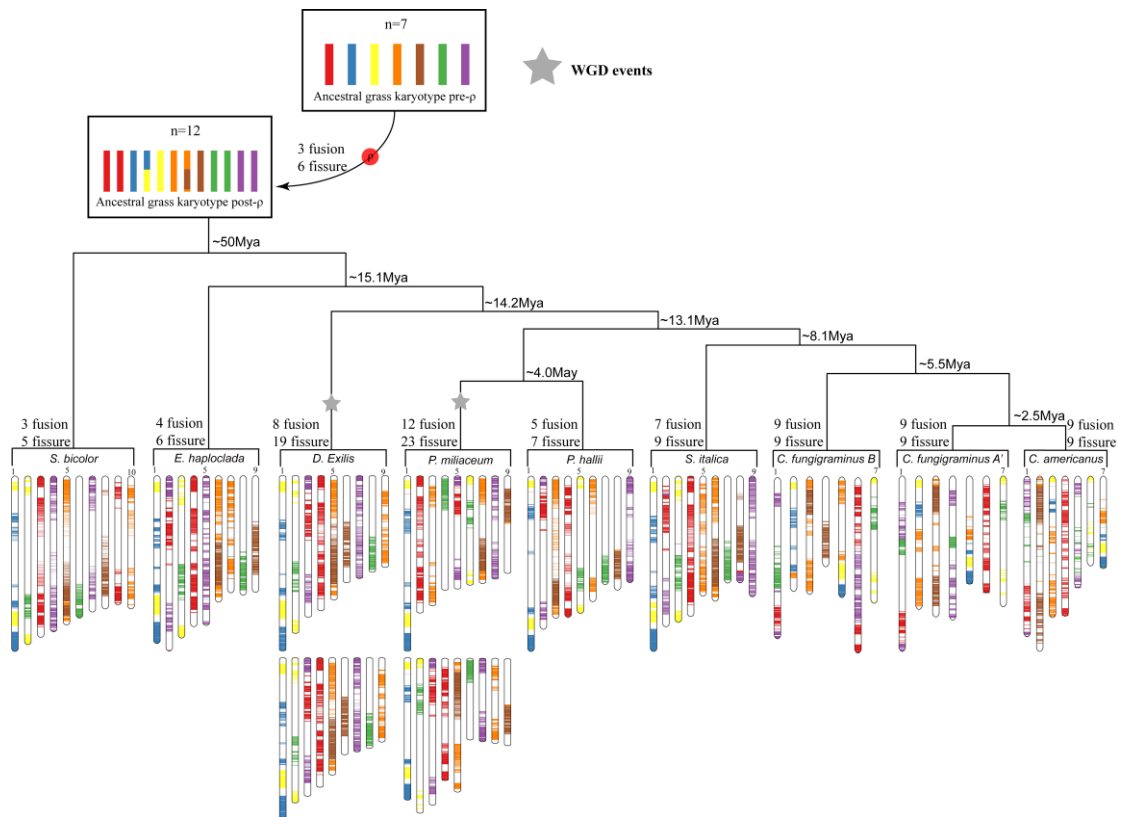 n=7
Ancestral grass karyotype pre-ρ
WGD events
n=12
Ancestral grass karyotype post-ρ
3 fusion
6 fissure
ρ
~50Mya
~15.1Mya
~14.2Mya
~13.1Mya
~8.1Mya
~5.5Mya
~4.0May
~2.5Mya
3 fusion
5 fissure
4 fusion
6 fissure
8 fusion
19 fissure
12 fusion
23 fissure
5 fusion
7 fissure
7 fusion
9 fissure
9 fusion
9 fissure
9 fusion
9 fissure
9 fusion
9 fissure
S. bicolor
E. haploclada
D. Exilis
P. miliaceum
P. hallii
S. italica
C. fungigraminus B
C. fungigraminus A'
C. americanus
1 5 10
1 5 9
1 5 9
1 5 9
1 5 9
1 5 9
1 7
1 7
1 7